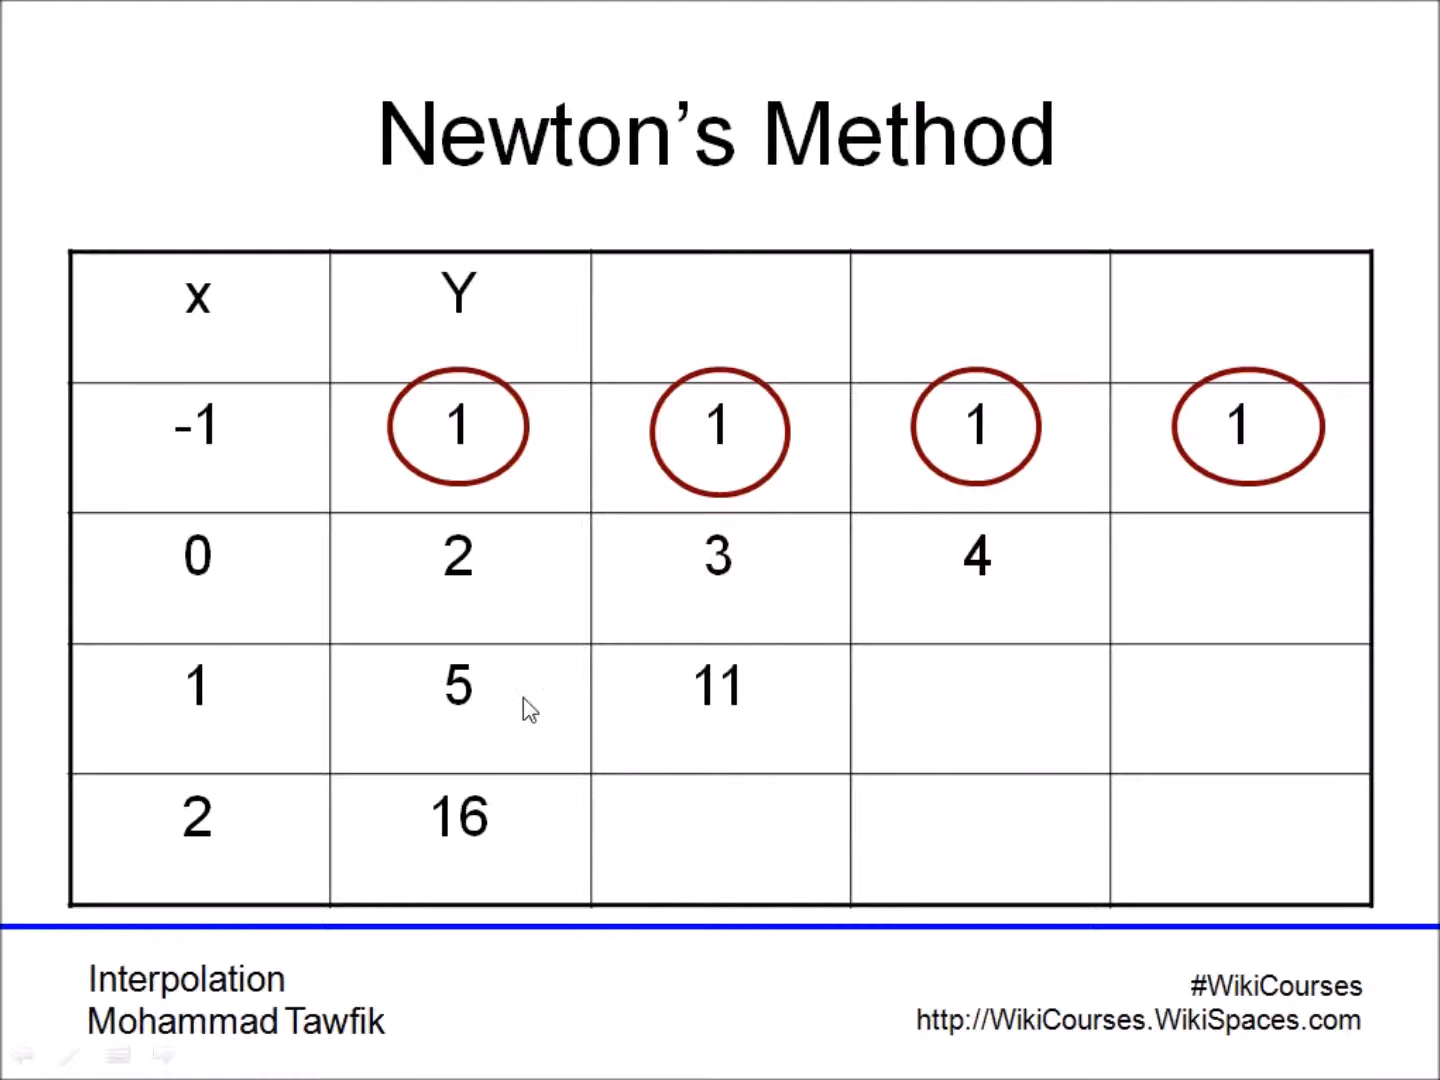 Newton’s Method
x Y
-1 1 1 1 1
0 2 3 4
1 5 11
2 16
Interpolation
Mohammad Tawfik
#WikiCourses
http://WikiCourses.WikiSpaces.com